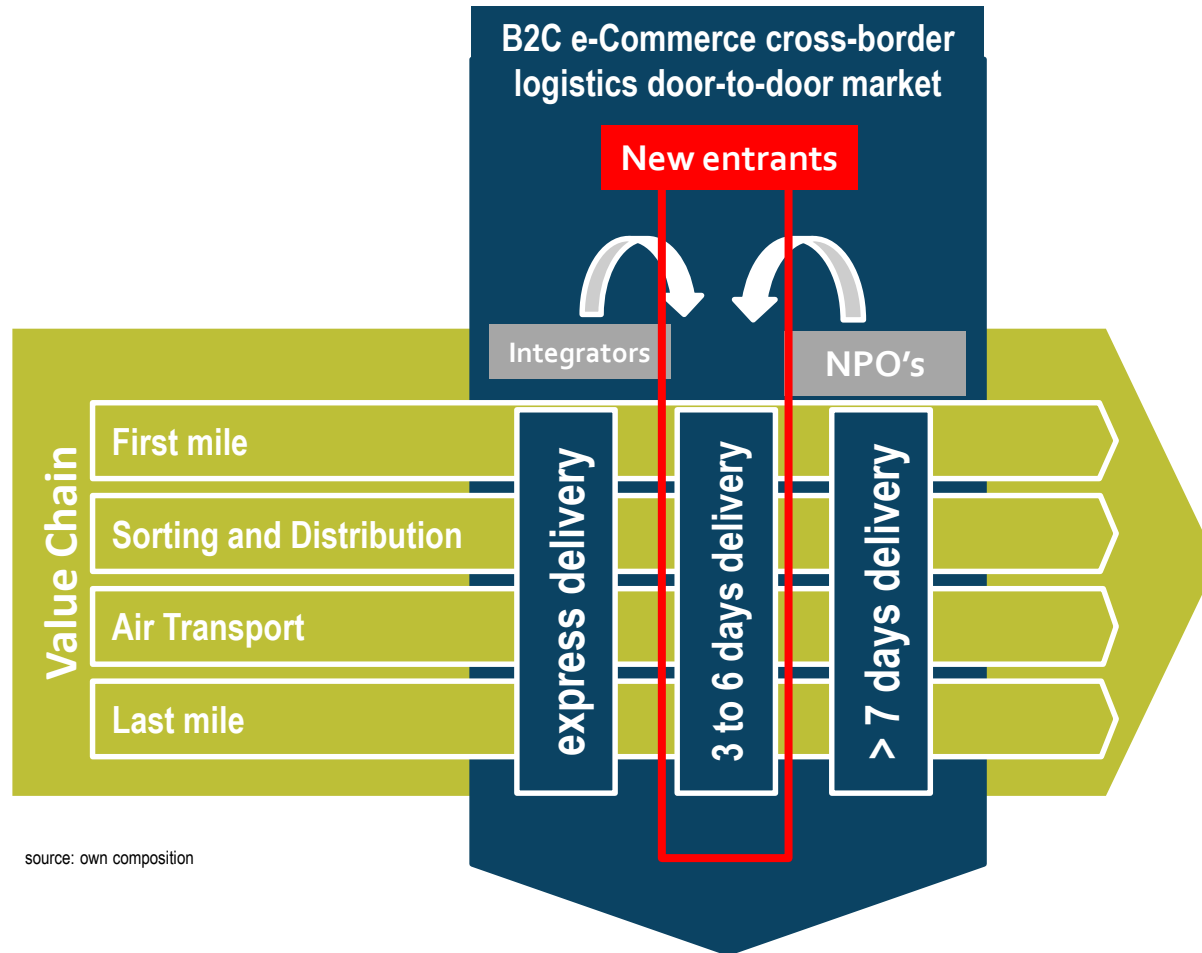 B2C e-Commerce cross-border
logistics door-to-door market
New entrants
Integrators
NPO's
Value Chain
First mile
Sorting and Distribution
Air Transport
Last mile
express delivery
3 to 6 days delivery
> 7 days delivery
source: own composition